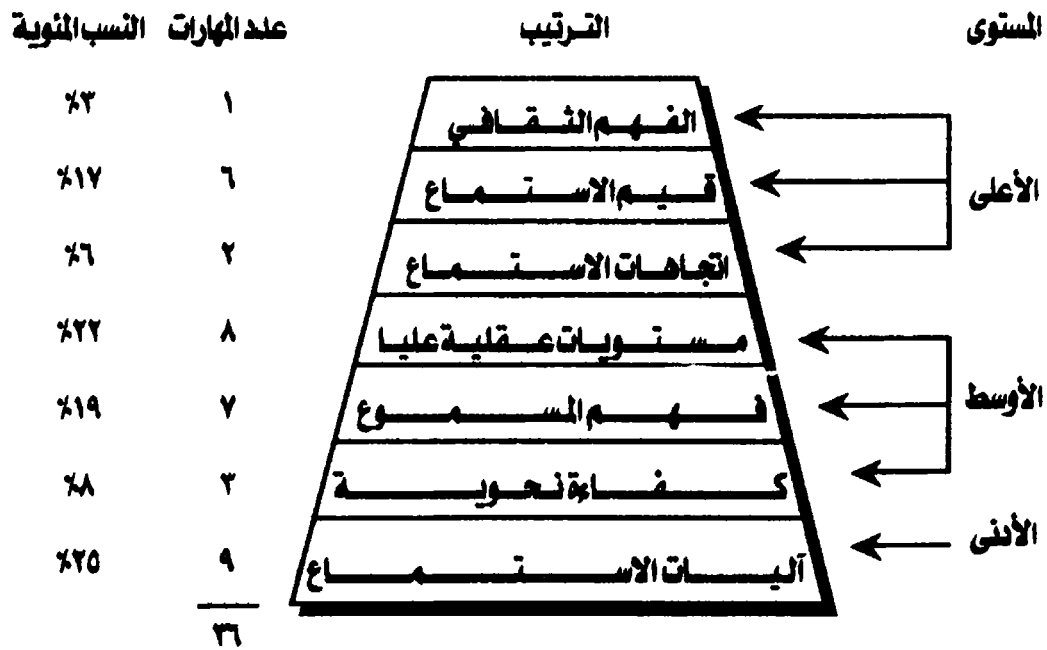 المستوى الترتيب عدد المهارات النسب المئوية
الفهم الثقافي ١ ٣٪
الأعلى قيم الاستماع ٦ ١٧٪
اتجاهات الاستماع ٢ ٦٪
مستويات عقلية عليا ٨ ٢٢٪
الأوسط فهم المسموع ٧ ١٩٪
كفاءة نحوية ٣ ٨٪
الأدنى آليات الاستماع ٩ ٢٥٪
٣٦